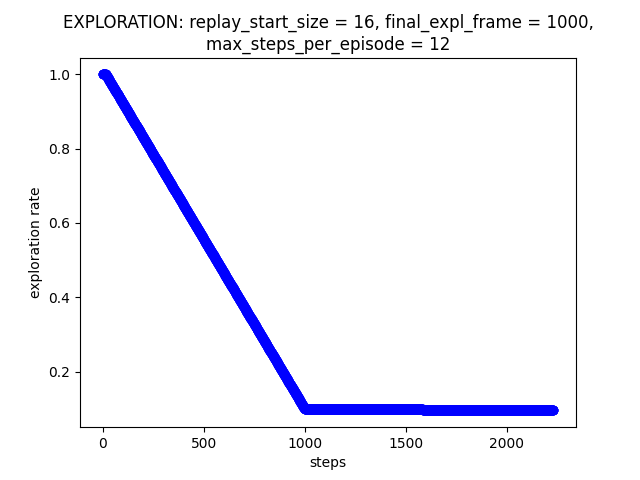 EXPLORATION: replay_start_size = 16, final_expl_frame = 1000,
max_steps_per_episode = 12
1.0
0.8
0.6
0.4
0.2
exploration rate
0
500
1000
1500
2000
steps